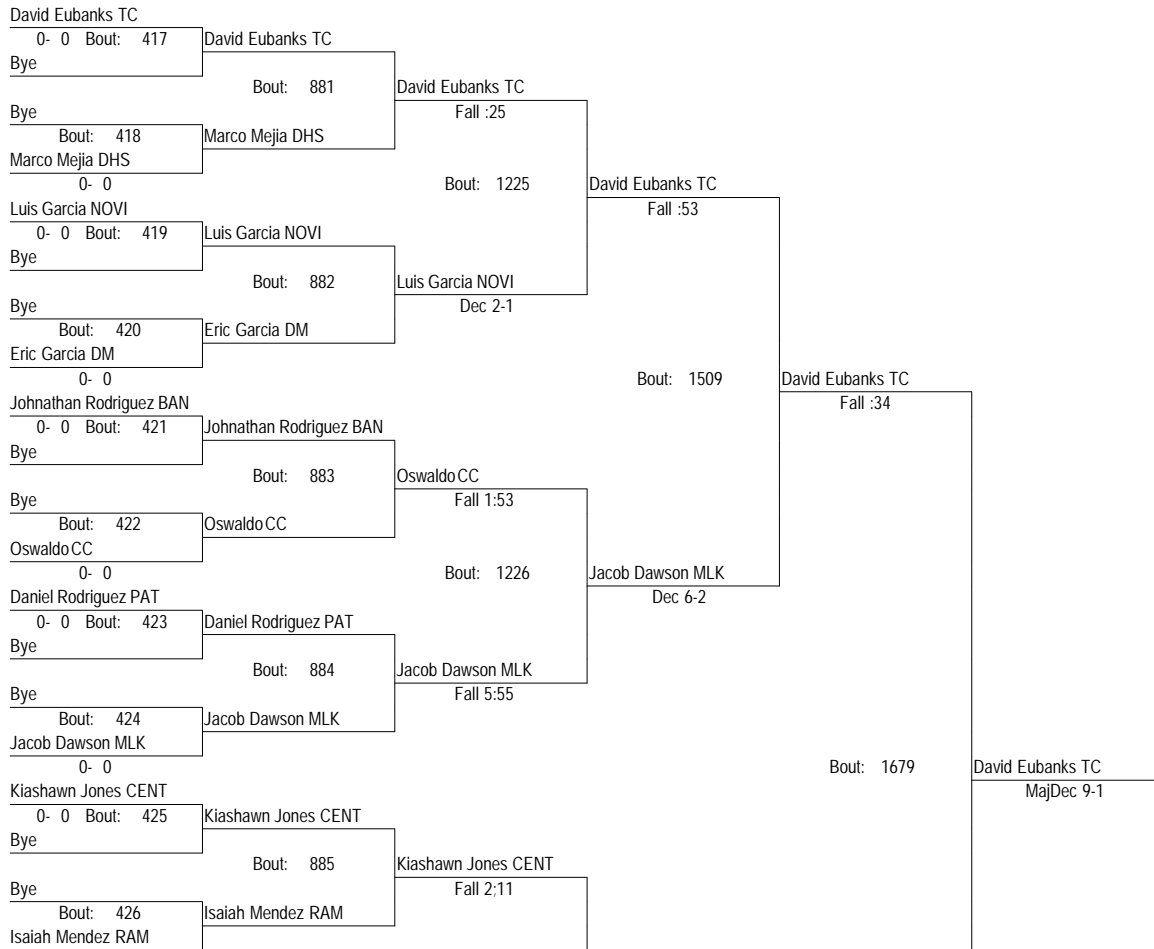 David Eubanks TC
0- 0 Bout: 417 David Eubanks TC
Bye
Bout: 881 David Eubanks TC
Bye Fall :25
Bout: 418 Marco Mejia DHS
Marco Mejia DHS
0- 0 Bout: 1225 David Eubanks TC
Luis Garcia NOVI Fall :53
0- 0 Bout: 419 Luis Garcia NOVI
Bye
Bout: 882 Luis Garcia NOVI
Bye Dec 2-1
Bout: 420 Eric Garcia DM
Eric Garcia DM
0- 0 Bout: 1509 David Eubanks TC
Johnathan Rodriguez BAN Fall :34
0- 0 Bout: 421 Johnathan Rodriguez BAN
Bye
Bout: 883 Oswaldo CC
Bye Fall 1:53
Bout: 422 Oswaldo CC
Oswaldo CC
0- 0 Bout: 1226 Jacob Dawson MLK
Daniel Rodriguez PAT Dec 6-2
0- 0 Bout: 423 Daniel Rodriguez PAT
Bye
Bout: 884 Jacob Dawson MLK
Bye Fall 5:55
Bout: 424 Jacob Dawson MLK
Jacob Dawson MLK
0- 0 Bout: 1679 David Eubanks TC
Kiashawn Jones CENT MajDec 9-1
0- 0 Bout: 425 Kiashawn Jones CENT
Bye
Bout: 885 Kiashawn Jones CENT
Bye Fall 2;11
Bout: 426 Isaiah Mendez RAM
Isaiah Mendez RAM